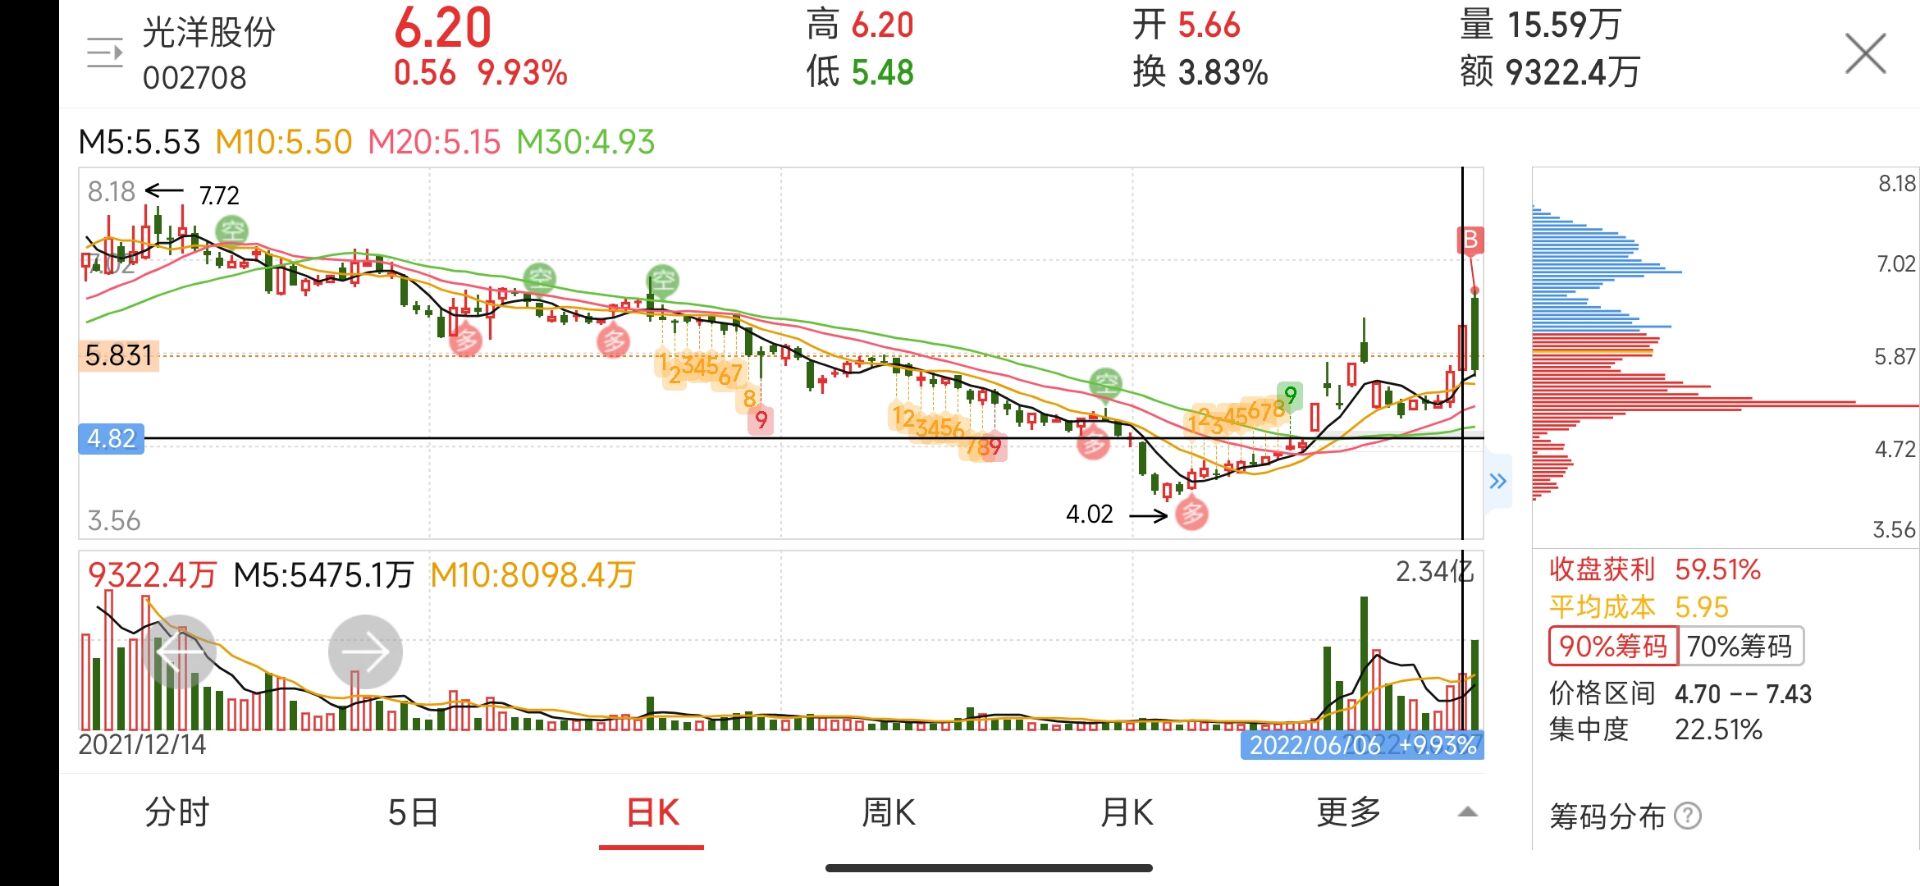 光洋股份 6.20 高 6.20 开 5.66 量 15.59万
002708 0.56 9.93% 低 5.48 换 3.83% 额 9322.4万
M5:5.53 M10:5.50 M20:5.15 M30:4.93
8.18 7.72
空
空
空
空
多
多
多
多
B
7.02
5.831
4.82
3.56
4.02
1 2 3 4 5 6 7 8 9
1 2 3 4 5 6 7 8 9
1 2 3 4 5 6 7 8 9
8.18
7.02
5.87
4.72
3.56
9322.4万 M5:5475.1万 M10:8098.4万 2.34亿
2021/12/14 2022/06/06 +9.93%
收盘获利 59.51%
平均成本 5.95
90%筹码 70%筹码
价格区间 4.70 -- 7.43
集中度 22.51%
筹码分布 ?
分时 5日 日K 周K 月K 更多